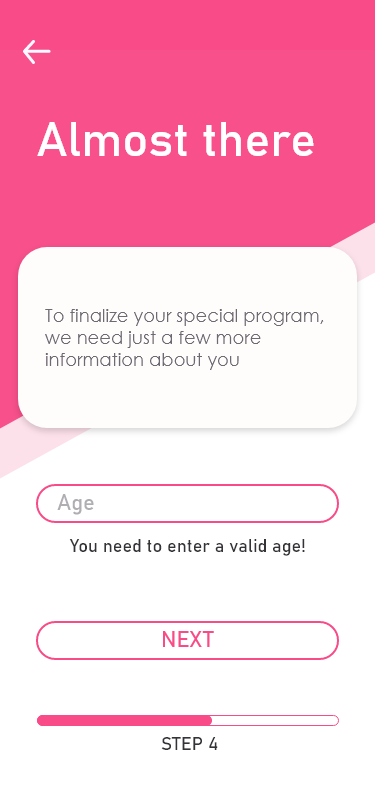 Almost there
To finalize your special program,
we need just a few more
information about you
Age
You need to enter a valid age!
NEXT
STEP 4